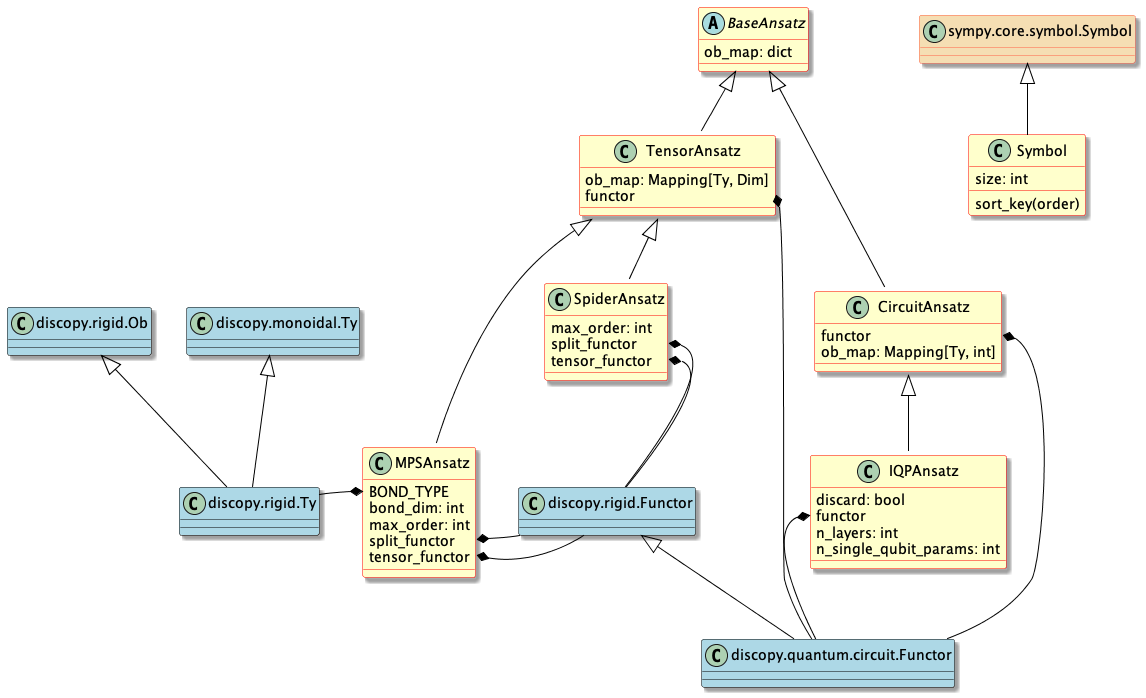 A BaseAnsatz
ob_map: dict
C sympy.core.symbol.Symbol
C TensorAnsatz
ob_map: Mapping[Ty, Dim]
functor
C Symbol
size: int
sort_key(order)
C SpiderAnsatz
max_order: int
split_functor
tensor_functor
C CircuitAnsatz
functor
ob_map: Mapping[Ty, int]
C discopy.rigid.Ob
C discopy.monoidal.Ty
C MPSAnsatz
BOND_TYPE
bond_dim: int
max_order: int
split_functor
tensor_functor
C IQPAnsatz
discard: bool
functor
n_layers: int
n_single_qubit_params: int
C discopy.rigid.Ty
C discopy.rigid.Functor
C discopy.quantum.circuit.Functor